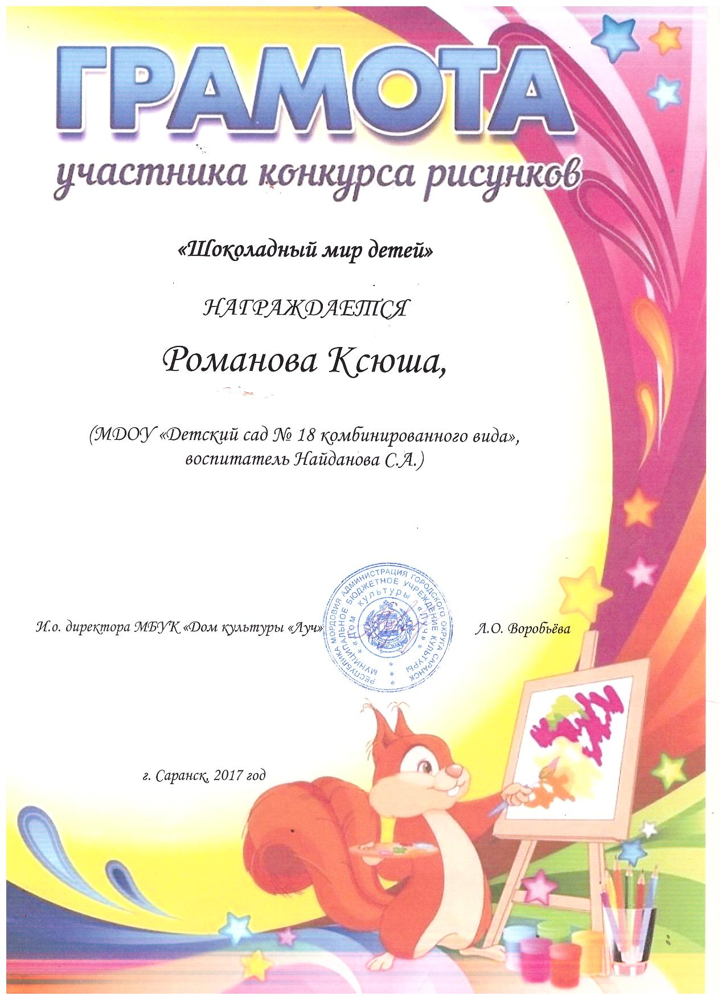 ГРАМОТА
участника конкурса рисунков
«Шоколадный мир детей»
НАГРАЖДАЕТСЯ
Романова Ксюша,
(МДОУ «Детский сад № 18 комбинированного вида»,
воспитатель Найданова С.А.)
И.о. директора МБУК «Дом культуры «Луч»
Л.О. Воробьёва
РЕСПУБЛИКА МОРДОВИЯ АДМИНИСТРАЦИЯ ГОРОДСКОГО ОКРУГА САРАНСК
МУНИЦИПАЛЬНОЕ БЮДЖЕТНОЕ УЧРЕЖДЕНИЕ КУЛЬТУРЫ
«Дом культуры «Луч»
г. Саранск, 2017 год